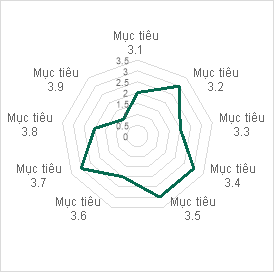 Mục tiêu
3.1
3.5
3
2.5
2
1.5
1
0.5
0
Mục tiêu
3.2
Mục tiêu
3.3
Mục tiêu
3.4
Mục tiêu
3.5
Mục tiêu
3.6
Mục tiêu
3.7
Mục tiêu
3.8
Mục tiêu
3.9